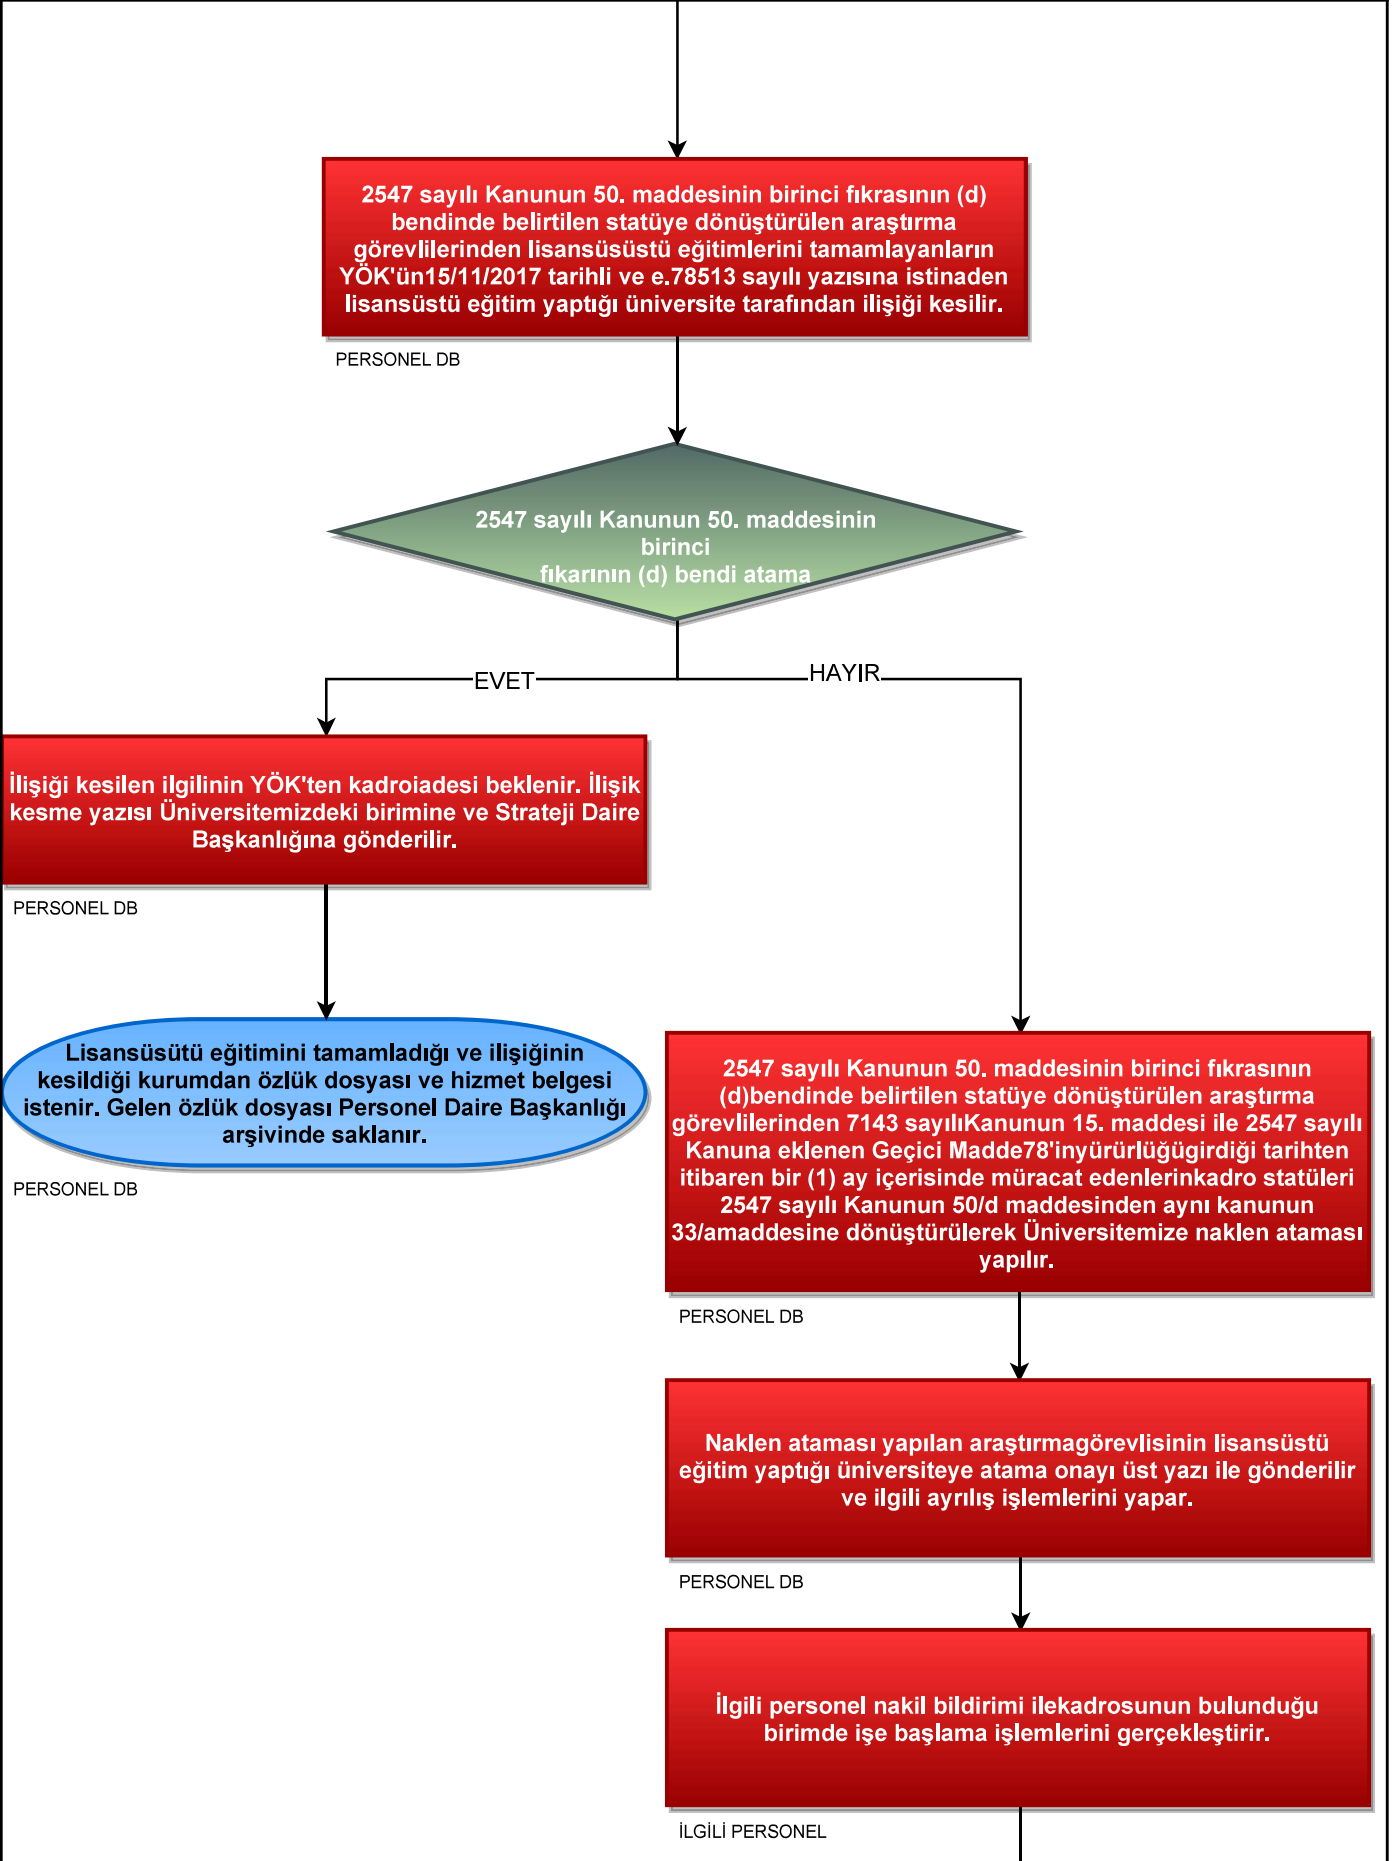 2547 sayılı Kanunun 50. maddesinin birinci fıkrasının (d)
bendinde belirtilen statüye dönüştürülen araştırma
görevlilerinden lisansüsüstü eğitimlerini tamamlayanların
YÖK'ün15/11/2017 tarihli ve e.78513 sayılı yazısına istinaden
lisansüstü eğitim yaptığı üniversite tarafından ilişiği kesilir.
PERSONEL DB
2547 sayılı Kanunun 50. maddesinin
birinci
fıkarının (d) bendi atama
EVET
HAYIR
İlişiği kesilen ilgilinin YÖK'ten kadroiadesi beklenir. İlişik
kesme yazısı Üniversitemizdeki birimine ve Strateji Daire
Başkanlığına gönderilir.
PERSONEL DB
Lisansüsütü eğitimini tamamladığı ve ilişiğinin
kesildiği kurumdan özlük dosyası ve hizmet belgesi
istenir. Gelen özlük dosyası Personel Daire Başkanlığı
arşivinde saklanır.
PERSONEL DB
2547 sayılı Kanunun 50. maddesinin birinci fıkrasının
(d)bendinde belirtilen statüye dönüştürülen araştırma
görevlilerinden 7143 sayılıKanunun 15. maddesi ile 2547 sayılı
Kanuna eklenen Geçici Madde78'inyürürlüğügirdiği tarihten
itibaren bir (1) ay içerisinde müracat edenlerinkadro statüleri
2547 sayılı Kanunun 50/d maddesinden aynı kanunun
33/amaddesine dönüştürülerek Üniversitemize naklen ataması
yapılır.
PERSONEL DB
Naklen ataması yapılan araştırmagörevlisinin lisansüstü
eğitim yaptığı üniversiteye atama onayı üst yazı ile gönderilir
ve ilgili ayrılış işlemlerini yapar.
PERSONEL DB
İlgili personel nakil bildirimi ilekadrosunun bulunduğu
birimde işe başlama işlemlerini gerçekleştirir.
İLGİLİ PERSONEL